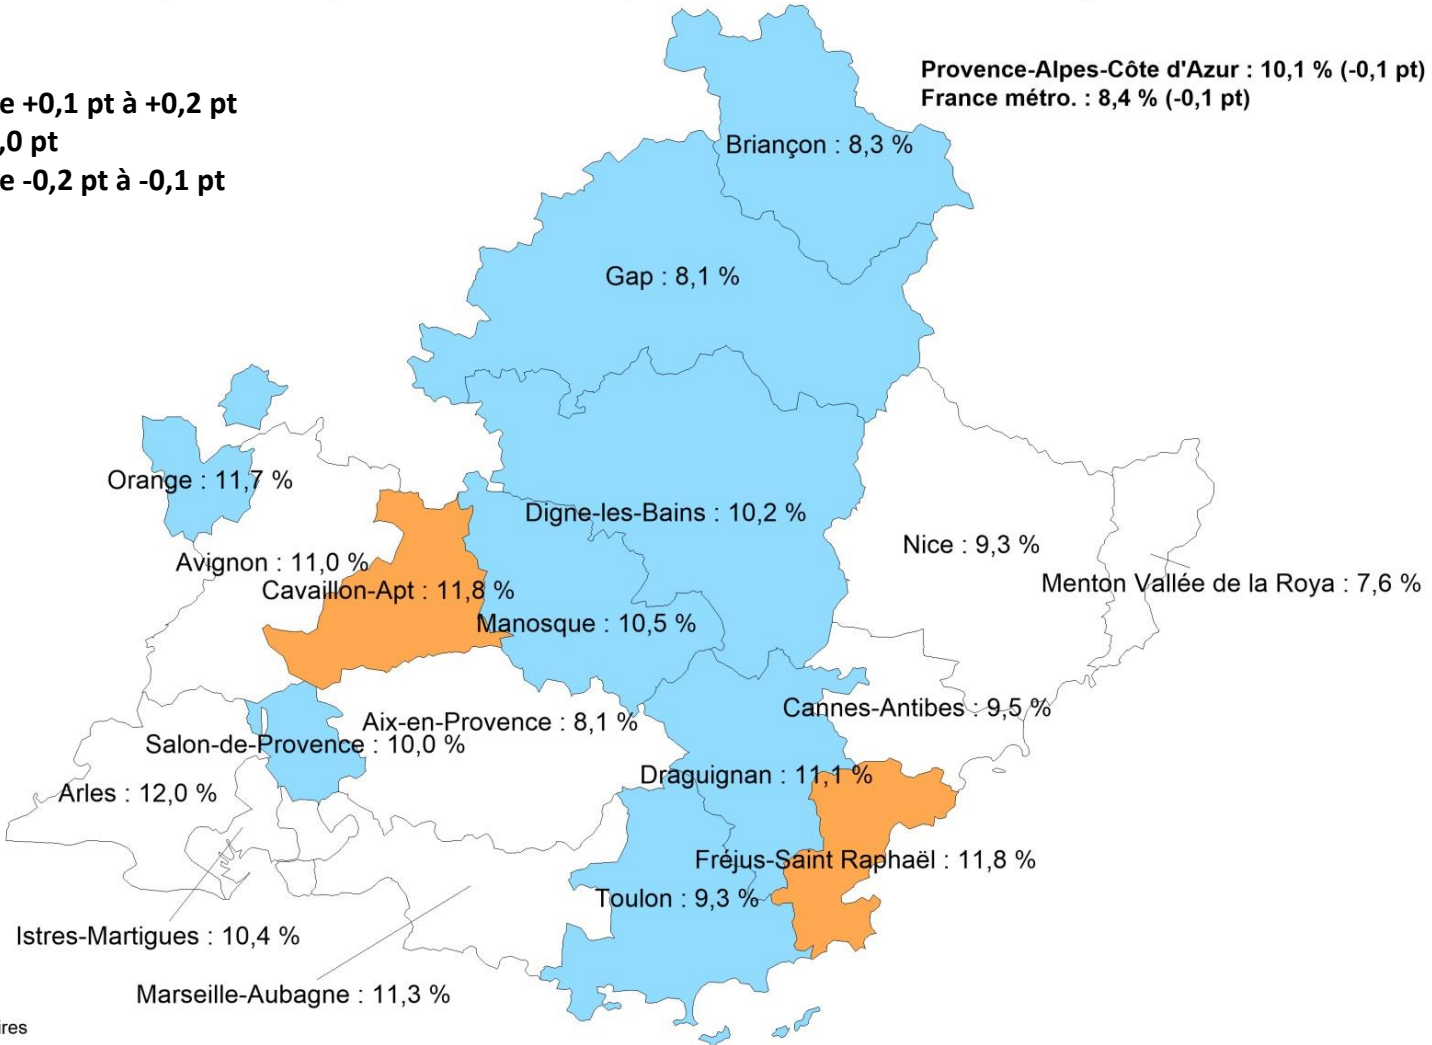 Provence-Alpes-Côte d'Azur : 10,1 % (-0,1 pt)
France métro. : 8,4 % (-0,1 pt)
e +0,1 pt à +0,2 pt
,0 pt
e -0,2 pt à -0,1 pt
Briançon : 8,3 %
Gap : 8,1 %
Orange : 11,7 %
Digne-les-Bains : 10,2 %
Nice : 9,3 %
Avignon : 11,0 %
Menton Vallée de la Roya : 7,6 %
Cavaillon-Apt : 11,8 %
Manosque : 10,5 %
Cannes-Antibes : 9,5 %
Aix-en-Provence : 8,1 %
Salon-de-Provence : 10,0 %
Draguignan : 11,1 %
Arles : 12,0 %
Fréjus-Saint Raphaël : 11,8 %
Toulon : 9,3 %
Istres-Martigues : 10,4 %
Marseille-Aubagne : 11,3 %
ires